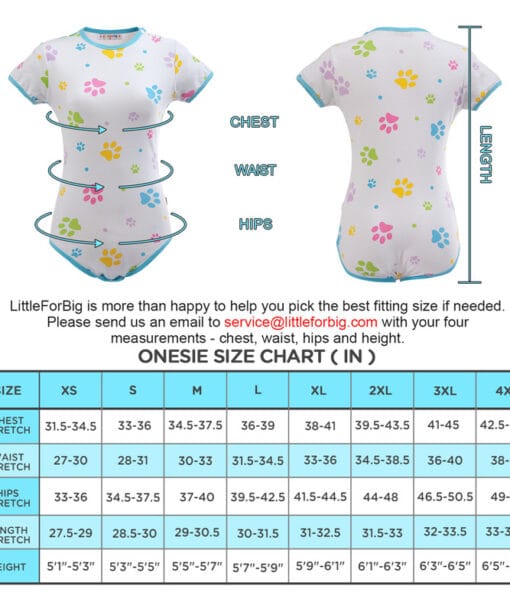 CHEST
WAIST
HIPS
LENGTH
LittleForBig is more than happy to help you pick the best fitting size if needed.
Please send us an email to service@littleforbig.com with your four
measurements - chest, waist, hips and height.
ONESIE SIZE CHART ( IN )
SIZE XS S M L XL 2XL 3XL 4X
HEST
RETCH 31.5-34.5 33-36 34.5-37.5 36-39 38-41 39.5-43.5 41-45 42.5-
AIST
RETCH 27-30 28-31 30-33 31.5-34.5 33-36 34.5-38.5 36-40 38-
HIPS
RETCH 33-36 34.5-37.5 37-40 39.5-42.5 41.5-44.5 44-48 46.5-50.5 49-
NGTH
RETCH 27.5-29 28.5-30 29-30.5 30-31.5 31-32.5 31.5-33 32-33.5 33-3
EIGHT 5'1"-5'3" 5'3"-5'5" 5'5"-5'7" 5'7"-5'9" 5'9"-6'1" 6'1"-6'3" 6'3"-6'5" 6'5"-